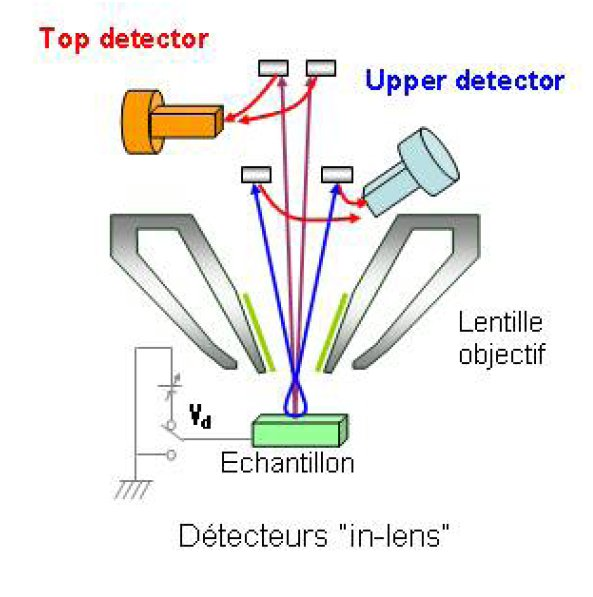 Top detector
Upper detector
Lentille
objectif
Vd
Echantillon
Détecteurs "in-lens"